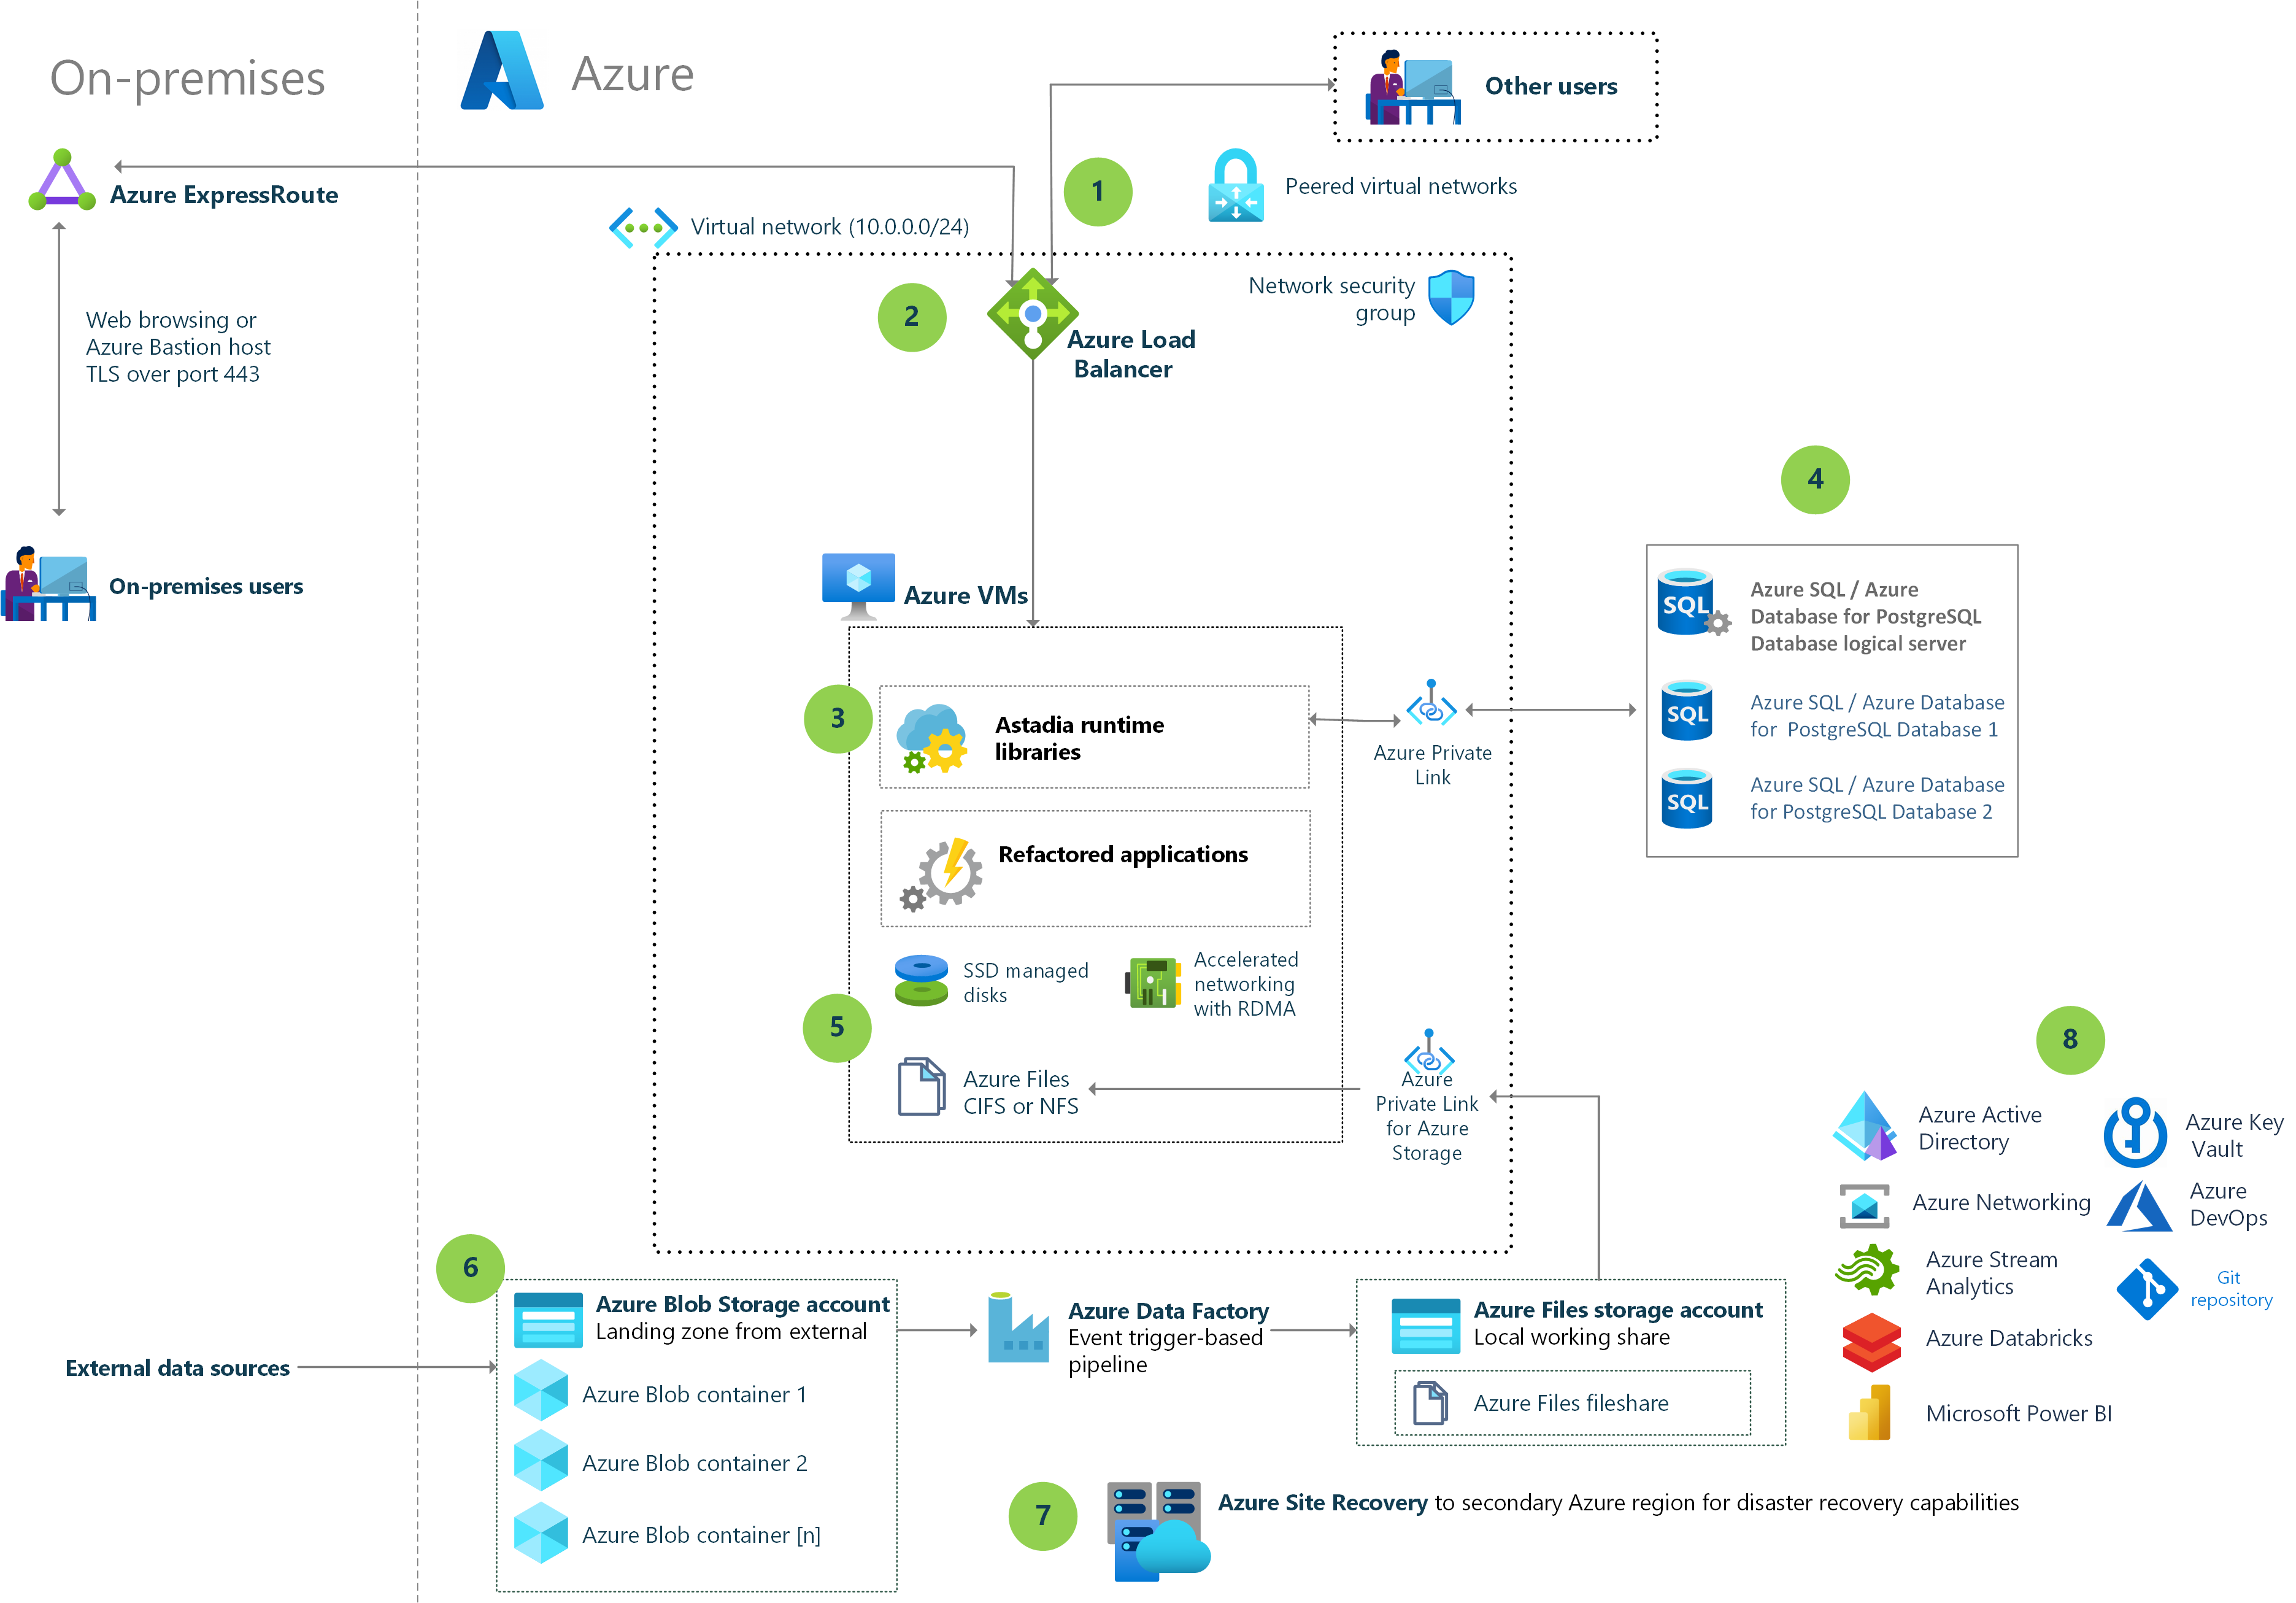 On-premises
Azure
Other users
Azure ExpressRoute
1
Peered virtual networks
Virtual network (10.0.0.0/24)
2
Network security
group
Azure Load
Balancer
Web browsing or
Azure Bastion host
TLS over port 443
On-premises users
Azure VMs
3
Astadia runtime
libraries
Azure Private
Link
4
SQL
Azure SQL / Azure
Database for PostgreSQL
Database logical server
SQL
Azure SQL / Azure Database
for PostgreSQL Database 1
SQL
Azure SQL / Azure Database
for PostgreSQL Database 2
Refactored applications
SSD managed
disks
Accelerated
networking
with RDMA
5
Azure Files
CIFS or NFS
Azure
Private Link
for Azure
Storage
8
Azure Active
Directory
Azure Key
Vault
Azure Networking
Azure
DevOps
Azure Stream
Analytics
Git
repository
Azure Databricks
Microsoft Power BI
6
Azure Blob Storage account
Landing zone from external
External data sources
Azure Blob container 1
Azure Blob container 2
Azure Blob container [n]
Azure Data Factory
Event trigger-based
pipeline
Azure Files storage account
Local working share
Azure Files fileshare
7
Azure Site Recovery to secondary Azure region for disaster recovery capabilities